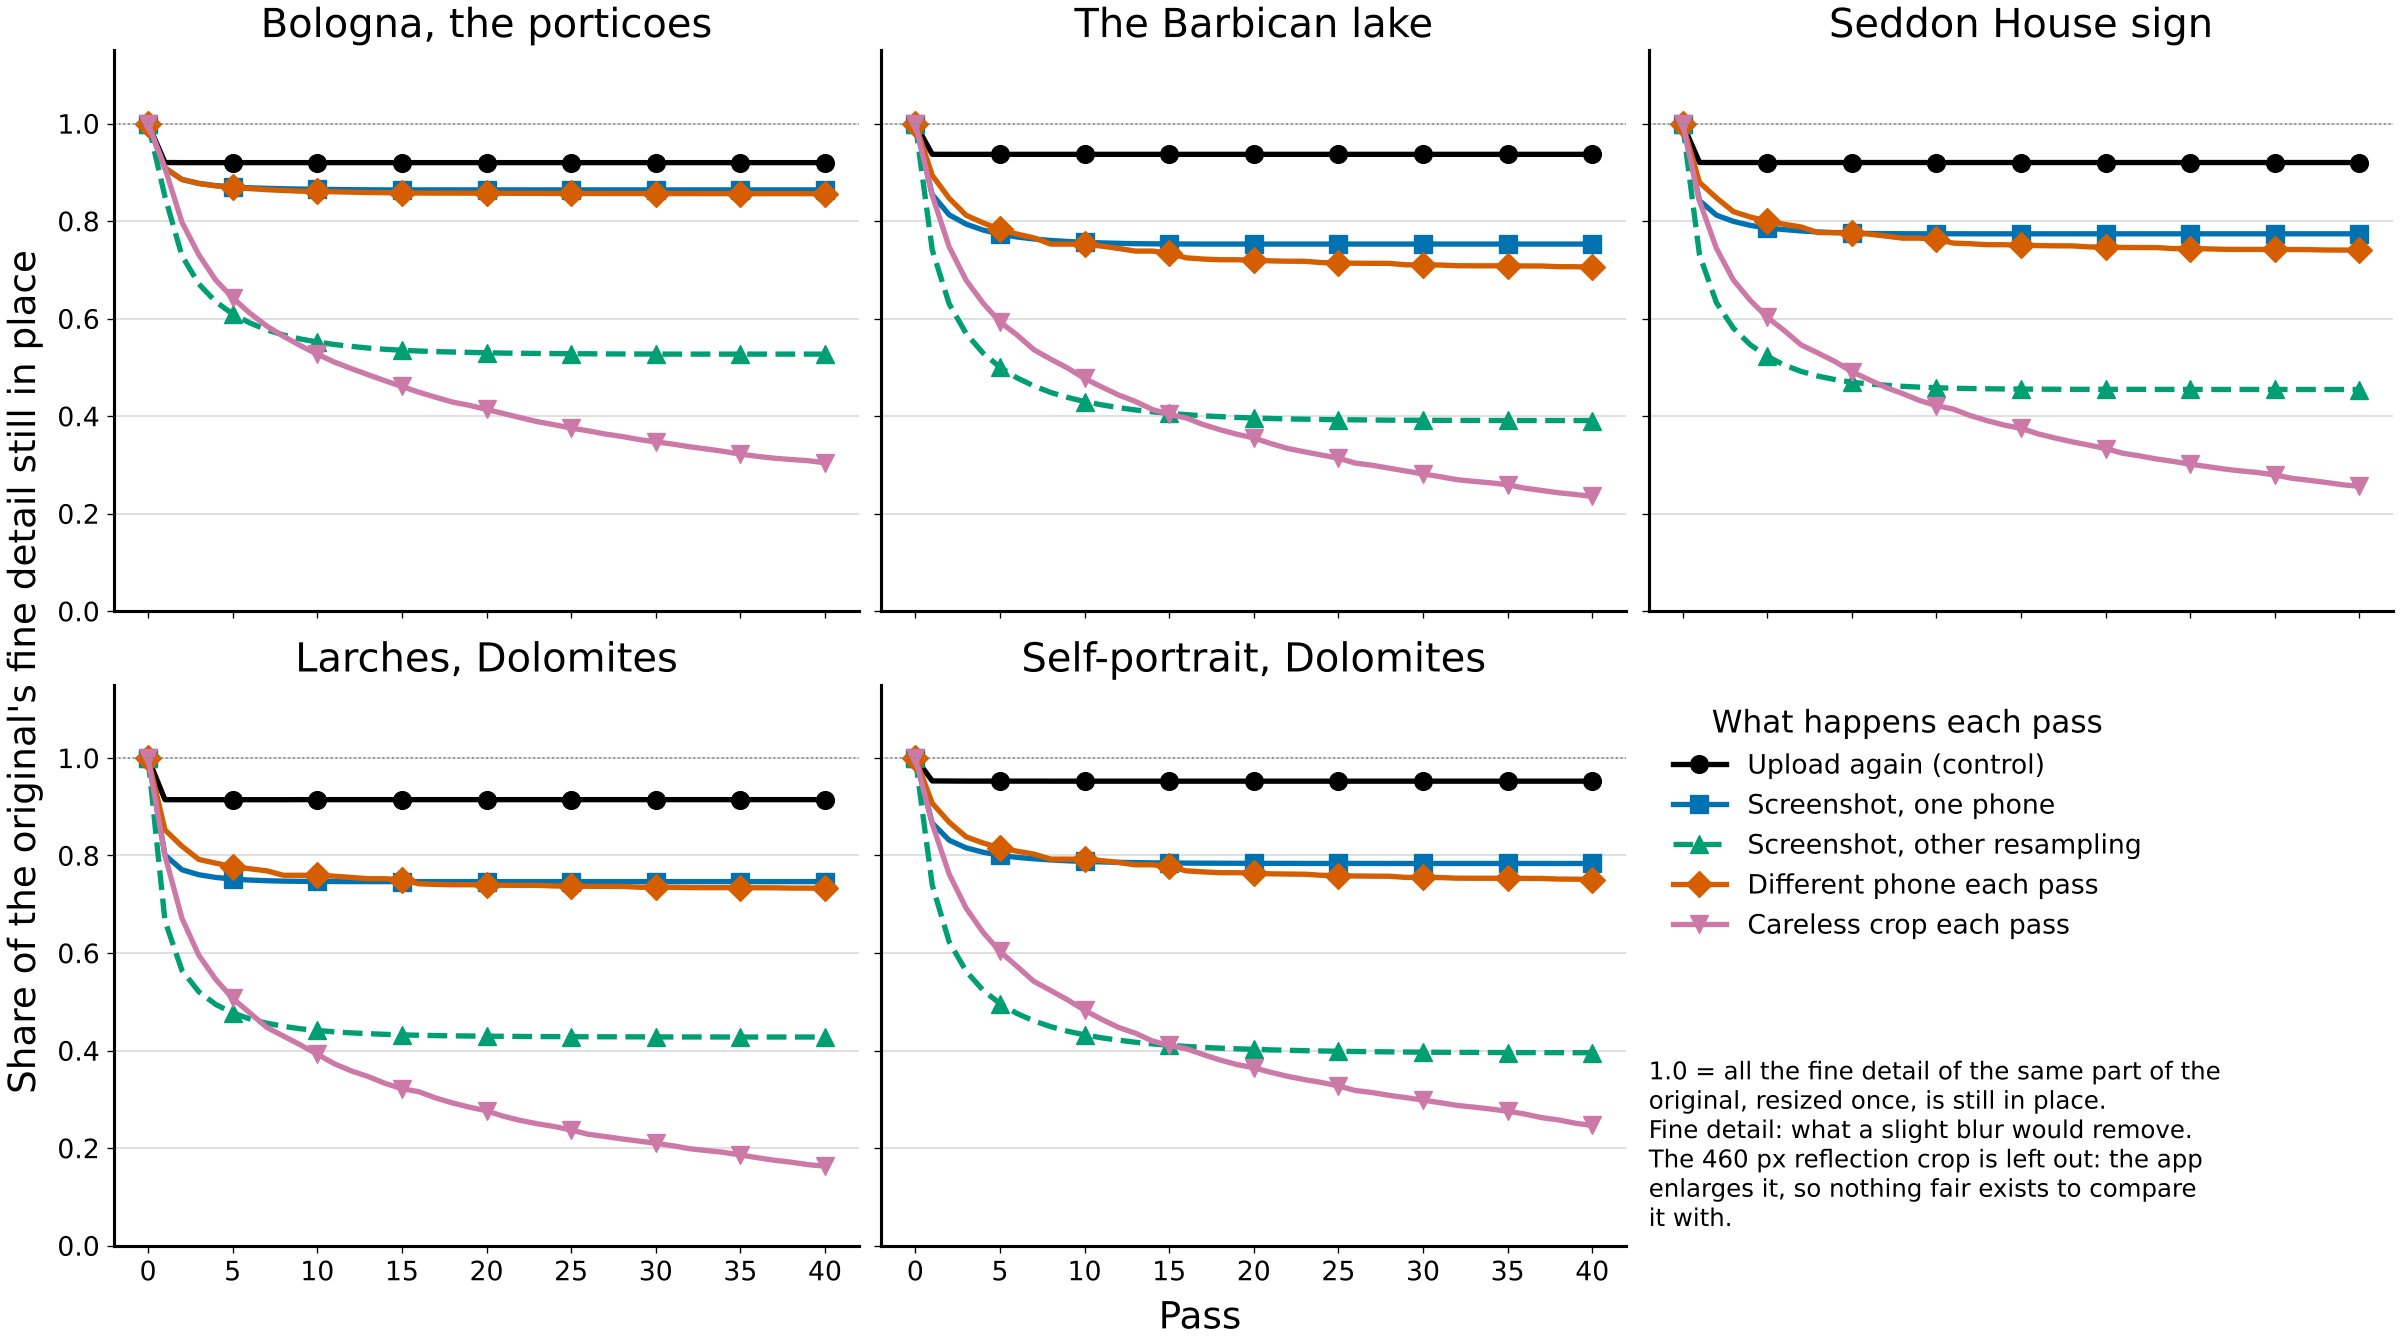 Bologna, the porticoes
The Barbican lake
Seddon House sign
Share of the original's fine detail still in place
1.0
0.8
0.6
0.4
0.2
0.0
Larches, Dolomites
Self-portrait, Dolomites
1.0
0.8
0.6
0.4
0.2
0.0
0 5 10 15 20 25 30 35 40
0 5 10 15 20 25 30 35 40
Pass
What happens each pass
Upload again (control)
Screenshot, one phone
Screenshot, other resampling
Different phone each pass
Careless crop each pass
1.0 = all the fine detail of the same part of the
original, resized once, is still in place.
Fine detail: what a slight blur would remove.
The 460 px reflection crop is left out: the app
enlarges it, so nothing fair exists to compare
it with.